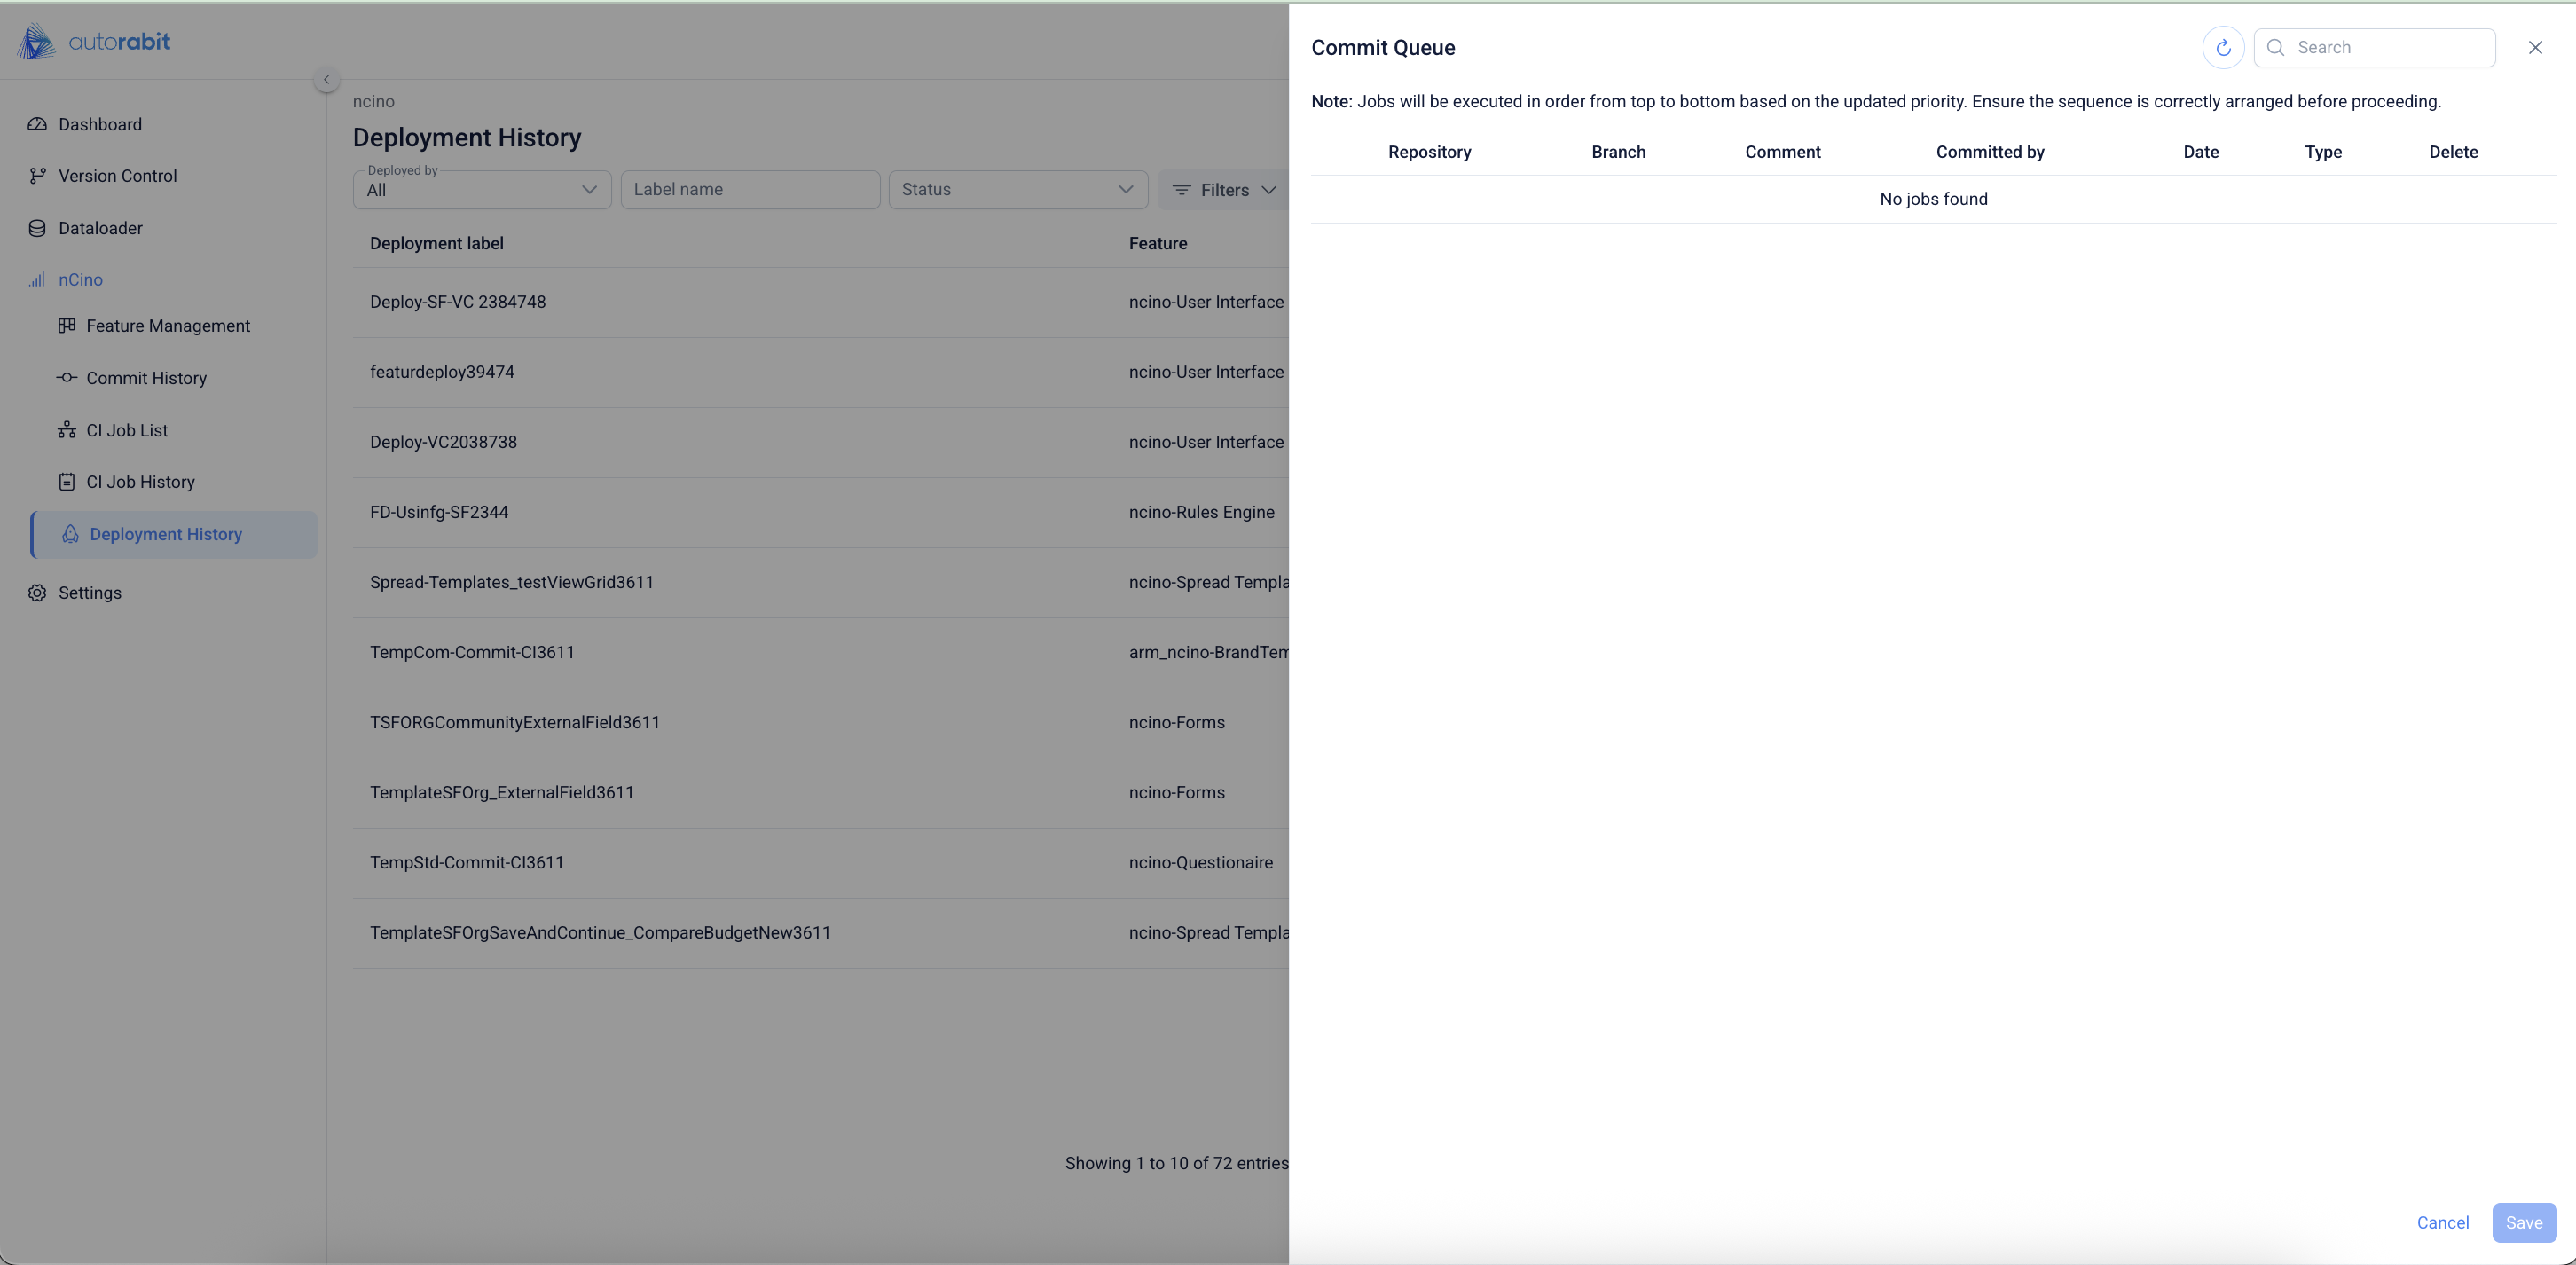 autorabit
Dashboard
Version Control
Dataloader
nCino
Feature Management
Commit History
CI Job List
CI Job History
Deployment History
Settings
ncino
Deployment History
Deployed by
All
Label name
Status
Filters
Deployment label Feature
Deploy-SF-VC 2384748 ncino-User Interface
featurdeploy39474 ncino-User Interface
Deploy-VC2038738 ncino-User Interface
FD-Usinfg-SF2344 ncino-Rules Engine
Spread-Templates_testViewGrid3611 ncino-Spread Templa
TempCom-Commit-CI3611 arm_ncino-BrandTem
TSFORGCommunityExternalField3611 ncino-Forms
TemplateSFOrg_ExternalField3611 ncino-Forms
TempStd-Commit-CI3611 ncino-Questionaire
TemplateSFOrgSaveAndContinue_CompareBudgetNew3611 ncino-Spread Templa
Showing 1 to 10 of 72 entries
Commit Queue
Search
Note: Jobs will be executed in order from top to bottom based on the updated priority. Ensure the sequence is correctly arranged before proceeding.
Repository Branch Comment Committed by Date Type Delete
No jobs found
Cancel Save